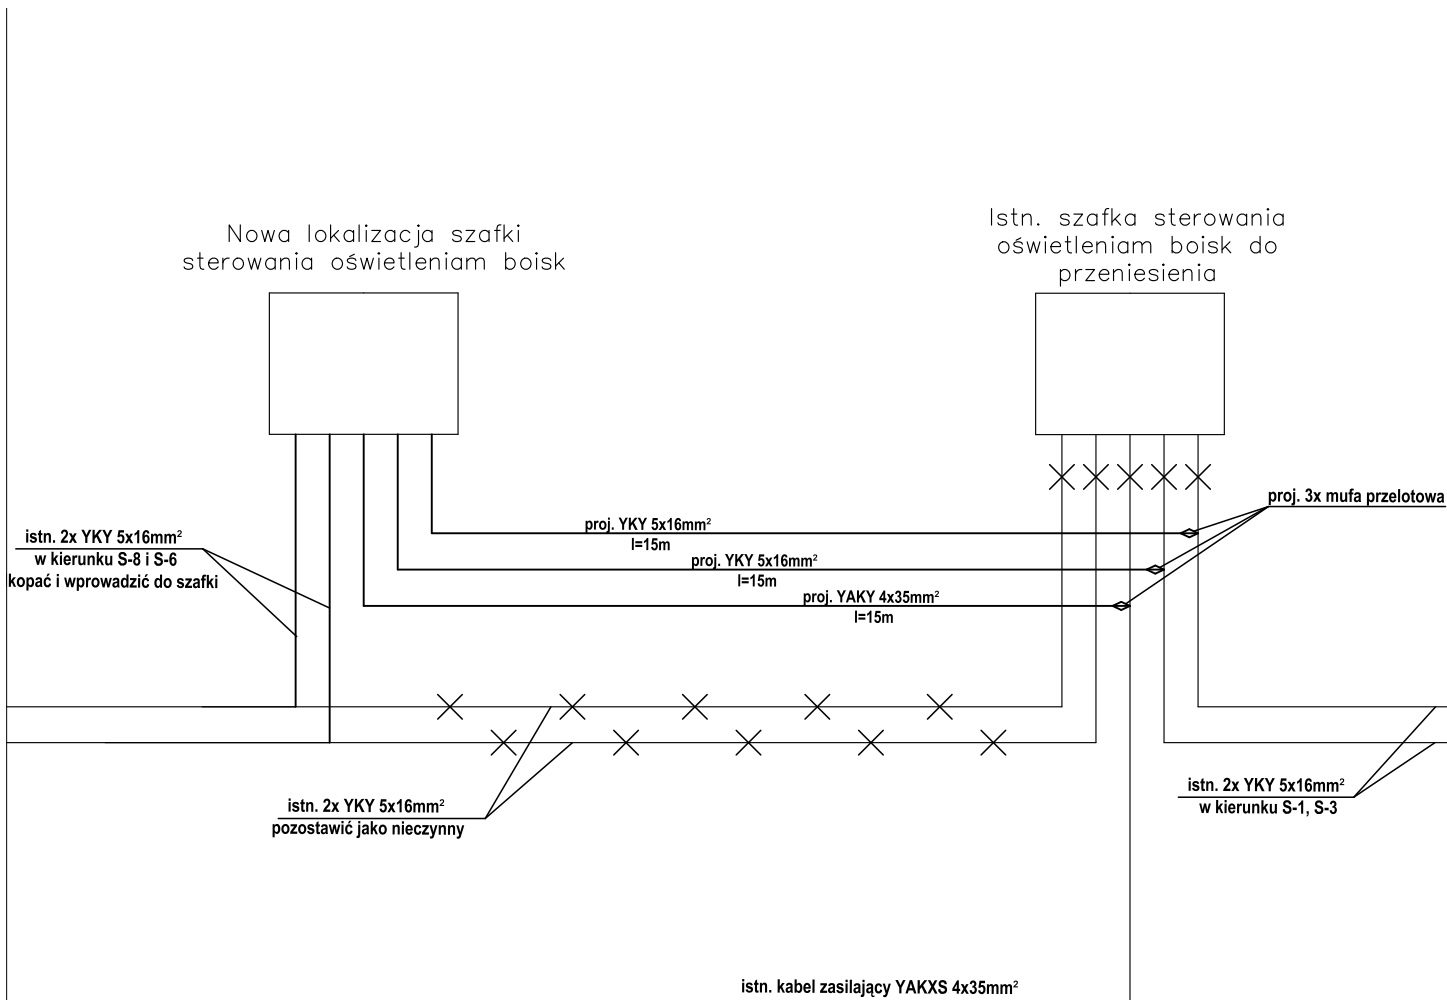 Nowa lokalizacja szafki
sterowania oświetleniam boisk
Istn. szafka sterowania
oświetleniam boisk do
przeniesienia
proj. 3x mufa przelotowa
proj. YKY 5x16mm²
l=15m
proj. YKY 5x16mm²
l=15m
proj. YAKY 4x35mm²
l=15m
istn. 2x YKY 5x16mm²
w kierunku S-8 i S-6
kopać i wprowadzić do szafki
istn. 2x YKY 5x16mm²
pozostawić jako nieczynny
istn. 2x YKY 5x16mm²
w kierunku S-1, S-3
istn. kabel zasilający YAKXS 4x35mm²